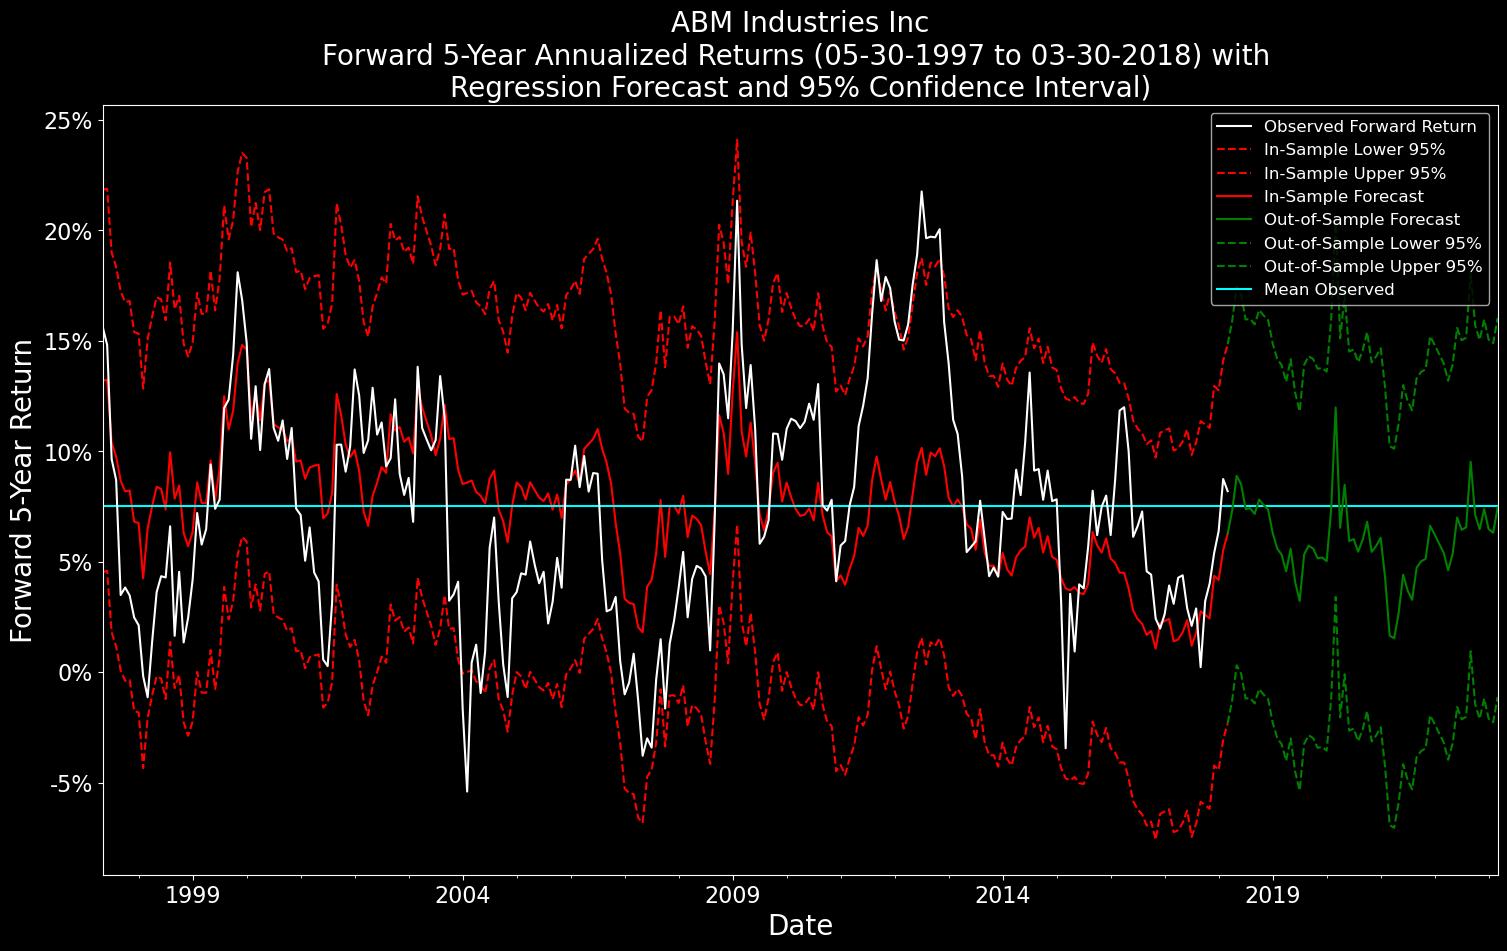 ABM Industries Inc
Forward 5-Year Annualized Returns (05-30-1997 to 03-30-2018) with
Regression Forecast and 95% Confidence Interval)
Forward 5-Year Return
25%
20%
15%
10%
5%
0%
-5%
Observed Forward Return
In-Sample Lower 95%
In-Sample Upper 95%
In-Sample Forecast
Out-of-Sample Forecast
Out-of-Sample Lower 95%
Out-of-Sample Upper 95%
Mean Observed
1999
2004
2009
2014
2019
Date